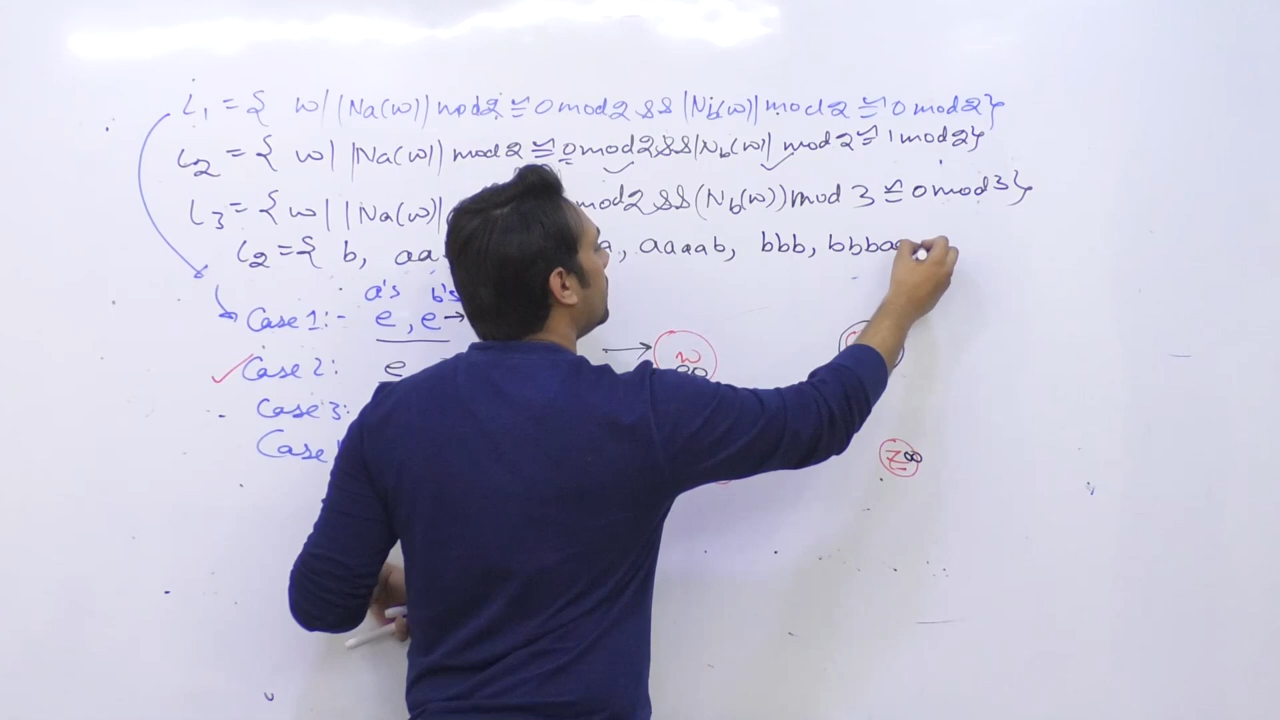 L1 = { w | |Na(w)| mod 2 ≅ 0 mod 2 && |Nb(w)| mod 2 ≅ 0 mod 2}
L2 = { w | |Na(w)| mod 2 ≅ 0 mod 2 && |Nb(w)| mod 2 ≅ 1 mod 2}
L3 = { w | |Na(w)| mod 2 && (Nb(w)) mod 3 ≅ 0 mod 3}
L2 = { b, aa a, aaaab, bbb, bbbaa
a's b's
Case 1:- e, e →
Case 2: e
Case 3:
Case
w
00
Z